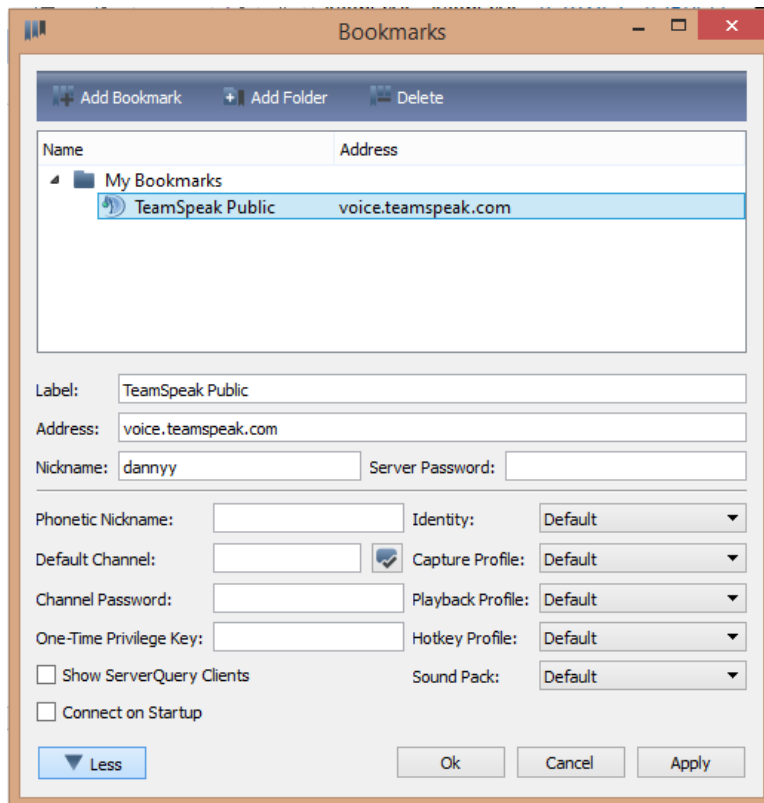 Bookmarks
Add Bookmark Add Folder Delete
Name Address
My Bookmarks
TeamSpeak Public voice.teamspeak.com
Label: TeamSpeak Public
Address: voice.teamspeak.com
Nickname: dannyy Server Password:
Phonetic Nickname: Identity: Default
Default Channel: Capture Profile: Default
Channel Password: Playback Profile: Default
One-Time Privilege Key: Hotkey Profile: Default
Show ServerQuery Clients Sound Pack: Default
Connect on Startup
Less Ok Cancel Apply